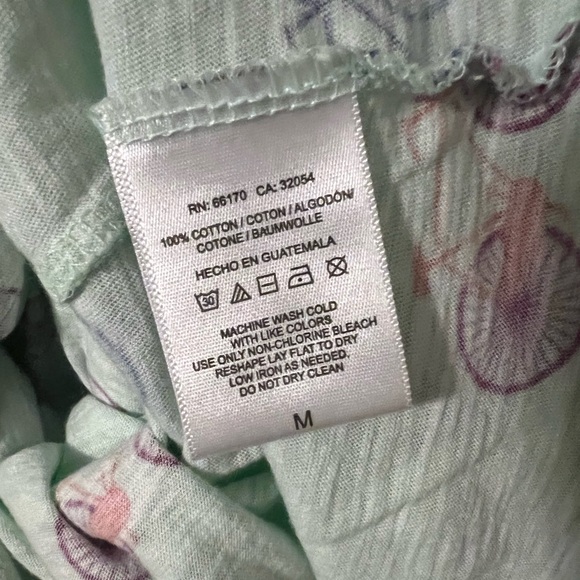 RN: 66170 CA: 32054
100% COTTON / COTON / ALGODÓN/
COTONE / BAUMWOLLE
HECHO EN GUATEMALA
30
MACHINE WASH COLD
WITH LIKE COLORS
USE ONLY NON-CHLORINE BLEACH
RESHAPE LAY FLAT TO DRY
LOW IRON AS NEEDED.
DO NOT DRY CLEAN
M